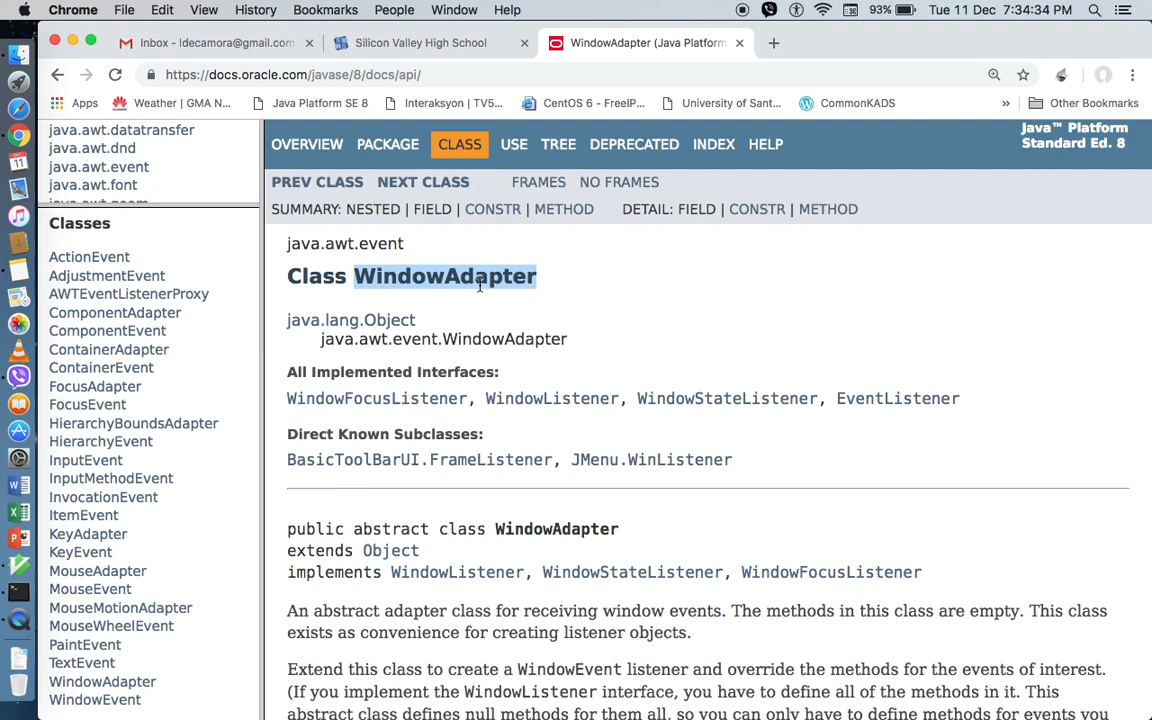 Chrome File Edit View History Bookmarks People Window Help 93% Tue 11 Dec 7:34:34 PM
Inbox - ldecamora@gmail.com × Silicon Valley High School × WindowAdapter (Java Platform × +
https://docs.oracle.com/javase/8/docs/api/
Apps Weather | GMA N... Java Platform SE 8 Interaksyon | TV5... CentOS 6 - FreeIP... University of Sant... CommonKADS » Other Bookmarks
java.awt.datatransfer
java.awt.dnd
java.awt.event
java.awt.font
java.awt.geom
Classes
ActionEvent
AdjustmentEvent
AWTEventListenerProxy
ComponentAdapter
ComponentEvent
ContainerAdapter
ContainerEvent
FocusAdapter
FocusEvent
HierarchyBoundsAdapter
HierarchyEvent
InputEvent
InputMethodEvent
InvocationEvent
ItemEvent
KeyAdapter
KeyEvent
MouseAdapter
MouseEvent
MouseMotionAdapter
MouseWheelEvent
PaintEvent
TextEvent
WindowAdapter
WindowEvent
OVERVIEW PACKAGE CLASS USE TREE DEPRECATED INDEX HELP
Java™ Platform
Standard Ed. 8
PREV CLASS NEXT CLASS FRAMES NO FRAMES
SUMMARY: NESTED | FIELD | CONSTR | METHOD DETAIL: FIELD | CONSTR | METHOD
java.awt.event
Class WindowAdapter
java.lang.Object
java.awt.event.WindowAdapter
All Implemented Interfaces:
WindowFocusListener, WindowListener, WindowStateListener, EventListener
Direct Known Subclasses:
BasicToolBarUI.FrameListener, JMenu.WinListener
public abstract class WindowAdapter
extends Object
implements WindowListener, WindowStateListener, WindowFocusListener
An abstract adapter class for receiving window events. The methods in this class are empty. This class
exists as convenience for creating listener objects.
Extend this class to create a WindowEvent listener and override the methods for the events of interest.
(If you implement the WindowListener interface, you have to define all of the methods in it. This
abstract class defines null methods for them all, so you can only have to define methods for events you